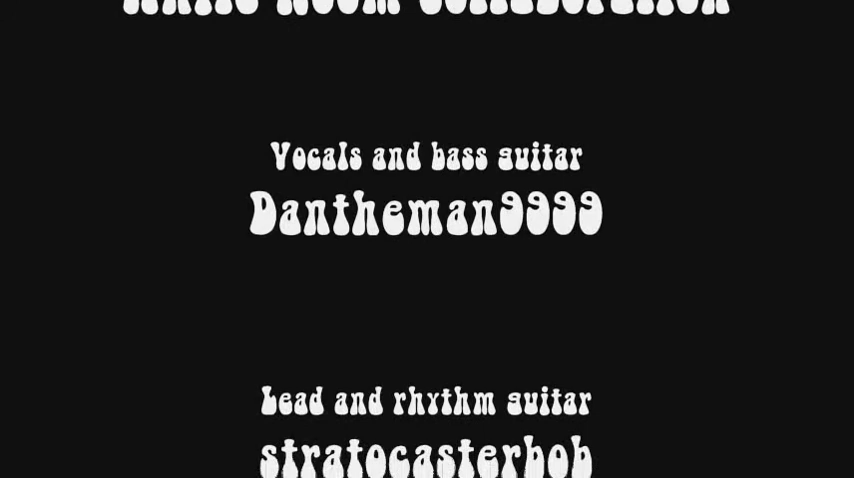 Vocals and bass guitar
Dantheman9999
Lead and rhythm guitar
stratocasterbob